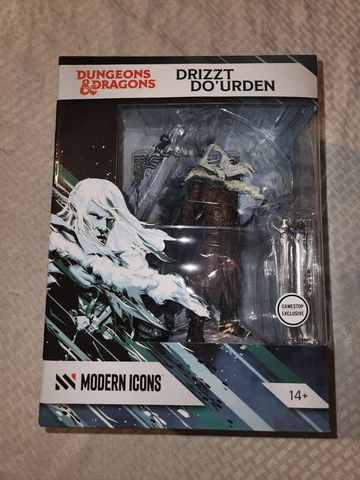 DUNGEONS
& DRAGONS
DRIZZT
DO'URDEN
GAMESTOP
EXCLUSIVE
MODERN ICONS
14+